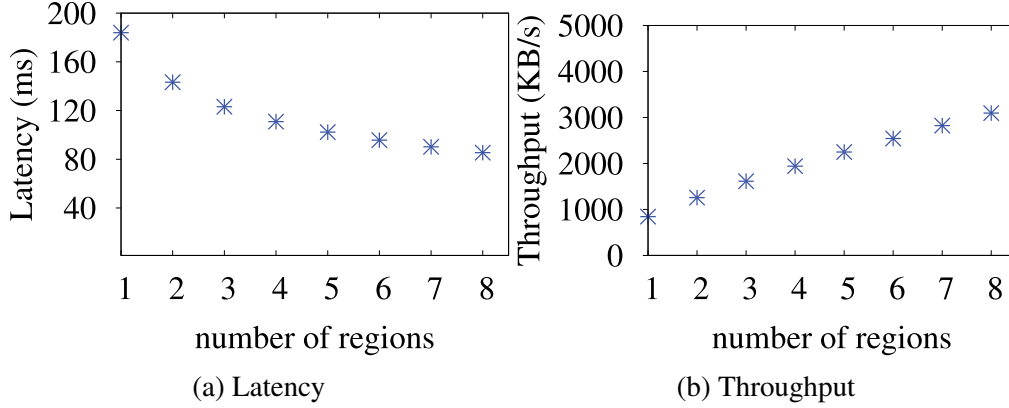 200
160
120
80
40
Latency (ms)
1 2 3 4 5 6 7 8
number of regions
(a) Latency
5000
4000
3000
2000
1000
0
Throughput (KB/s)
1 2 3 4 5 6 7 8
number of regions
(b) Throughput